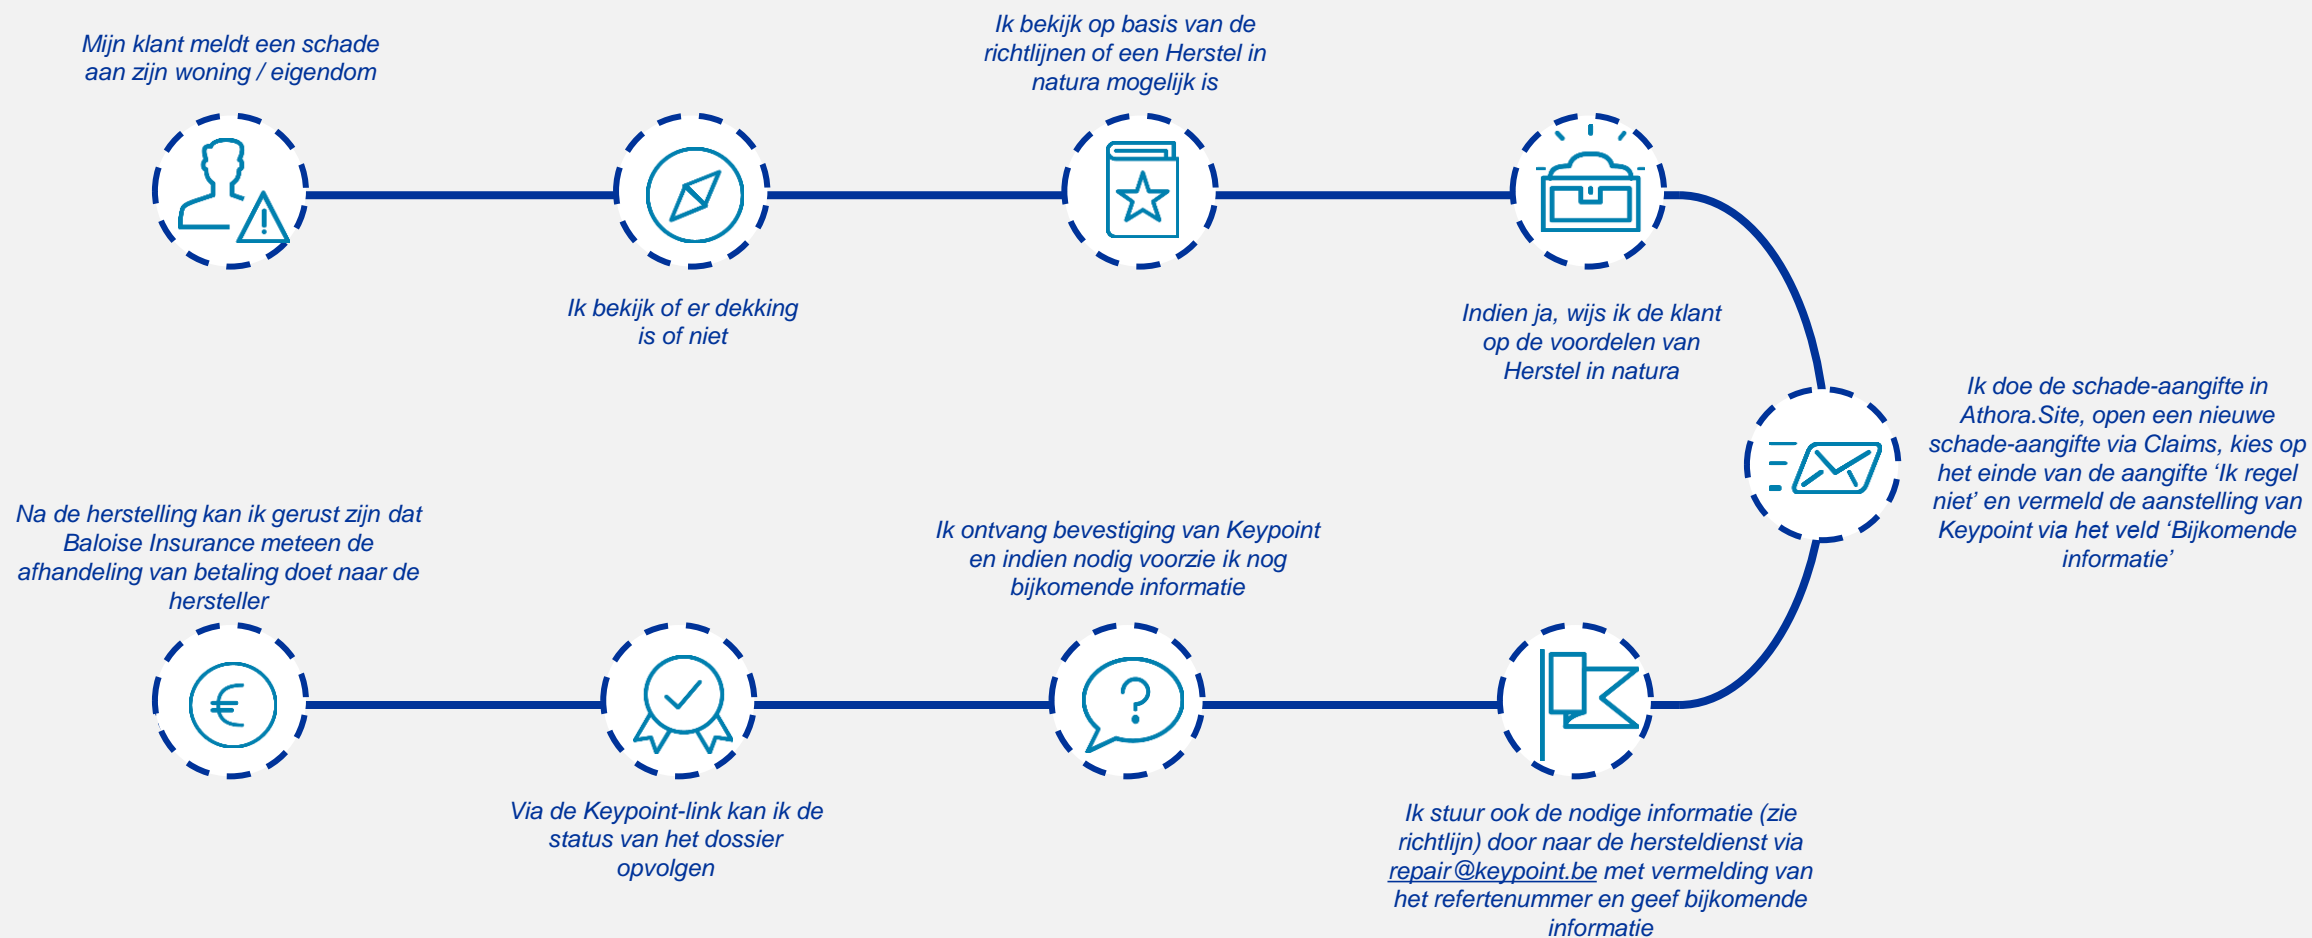 Mijn klant meldt een schade
aan zijn woning / eigendom
Ik bekijk of er dekking
is of niet
Ik bekijk op basis van de
richtlijnen of een Herstel in
natura mogelijk is
Indien ja, wijs ik de klant
op de voordelen van
Herstel in natura
Ik doe de schade-aangifte in
Athora.Site, open een nieuwe
schade-aangifte via Claims, kies op
het einde van de aangifte ‘Ik regel
niet’ en vermeld de aanstelling van
Keypoint via het veld ‘Bijkomende
informatie’
Ik stuur ook de nodige informatie (zie
richtlijn) door naar de hersteldienst via
repair@keypoint.be met vermelding van
het refertenummer en geef bijkomende
informatie
Ik ontvang bevestiging van Keypoint
en indien nodig voorzie ik nog
bijkomende informatie
Via de Keypoint-link kan ik de
status van het dossier
opvolgen
Na de herstelling kan ik gerust zijn dat
Baloise Insurance meteen de
afhandeling van betaling doet naar de
hersteller